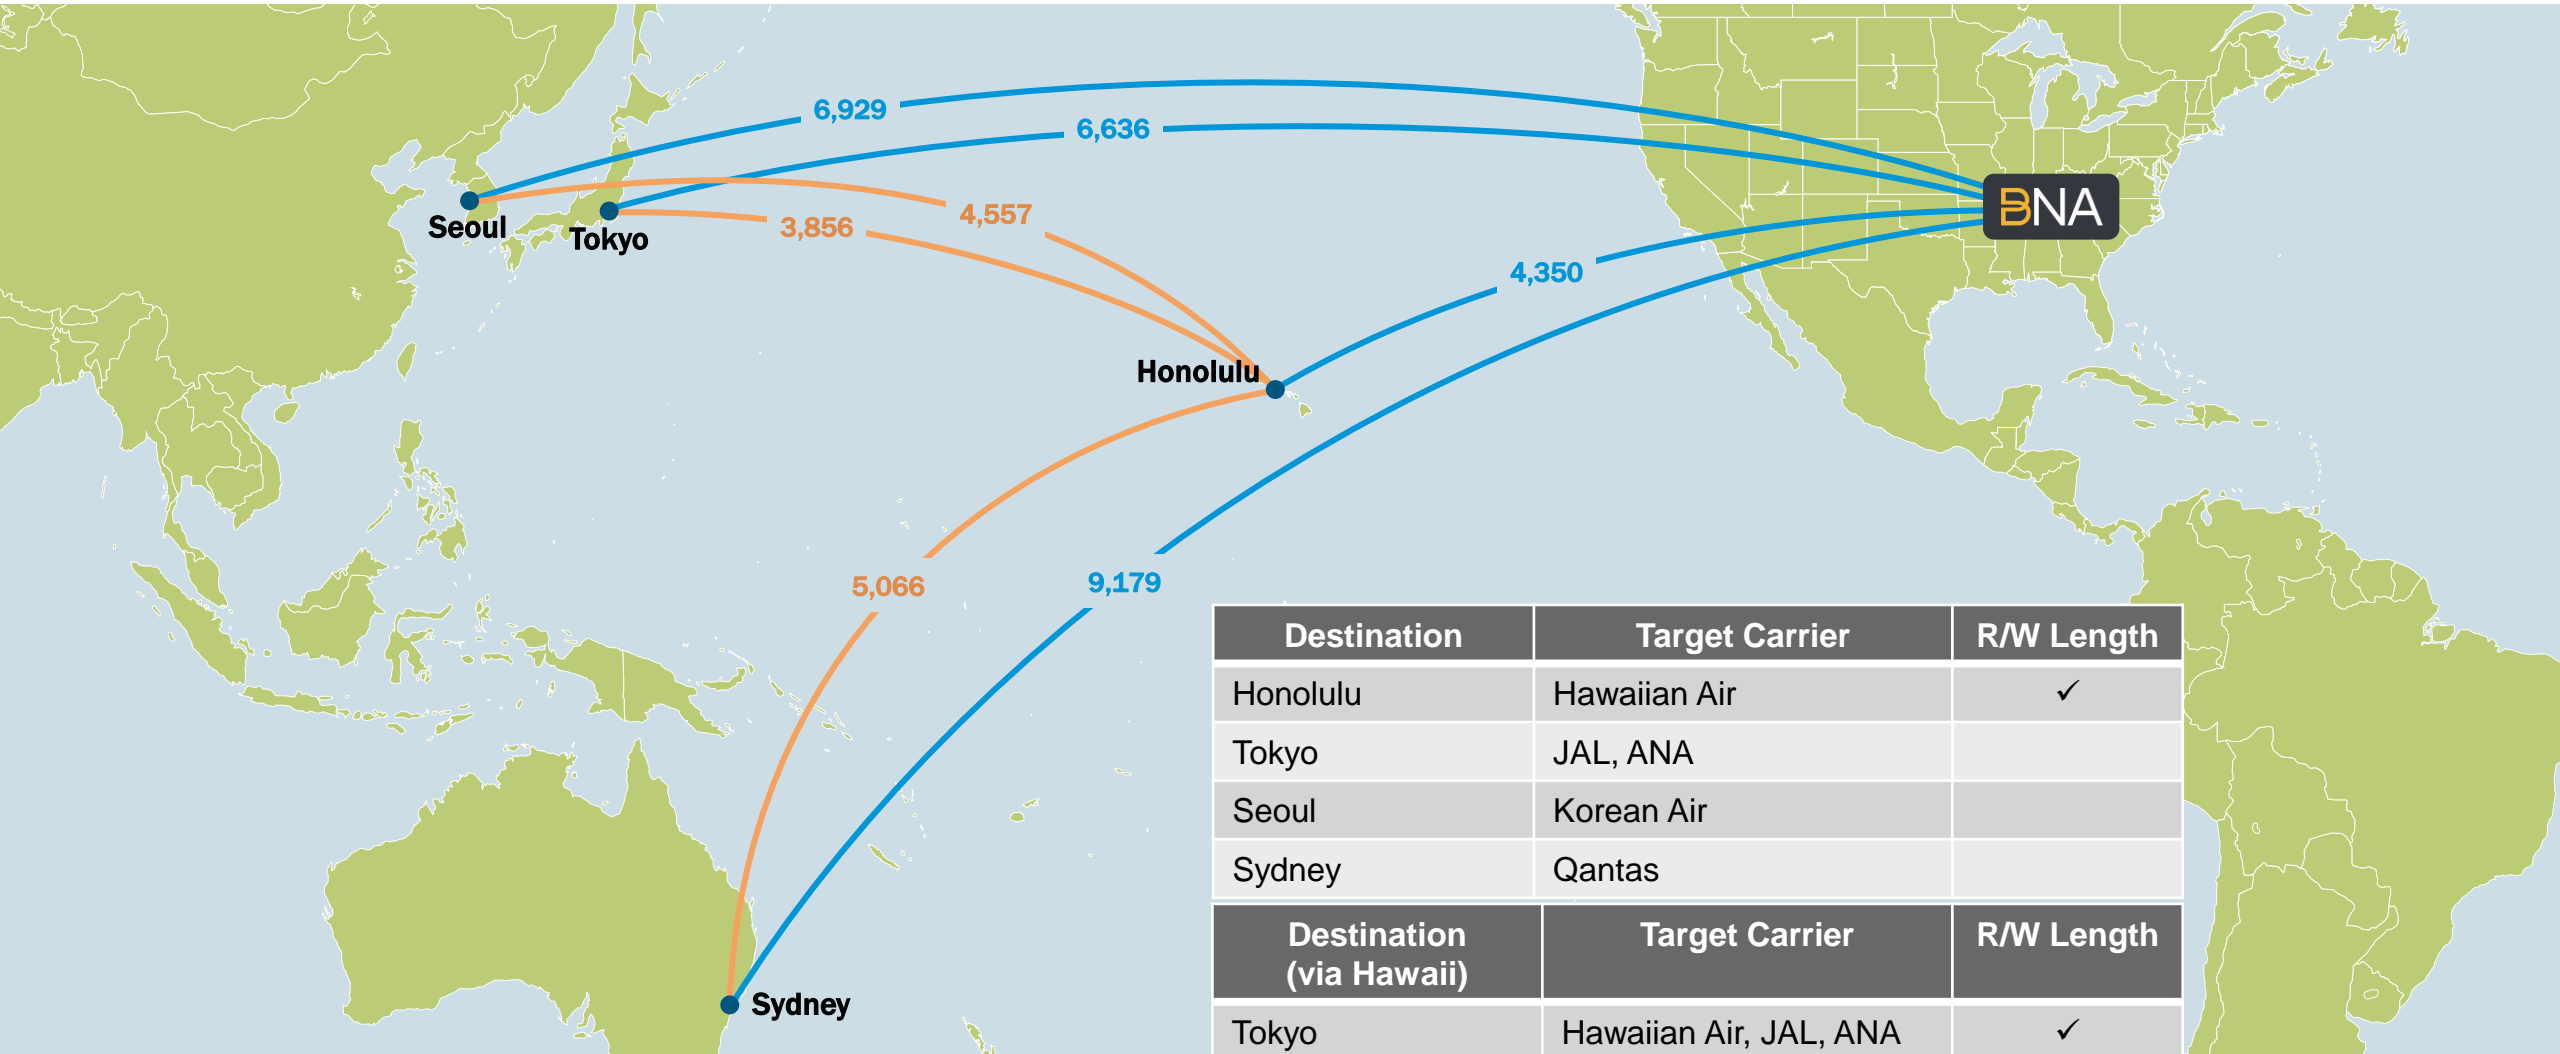 6,929
6,636
BNA
Seoul
Tokyo
3,856
4,557
4,350
Honolulu
5,066
9,179
Sydney
Destination Target Carrier R/W Length
Honolulu Hawaiian Air ✓
Tokyo JAL, ANA
Seoul Korean Air
Sydney Qantas
Destination Target Carrier R/W Length
(via Hawaii)
Tokyo Hawaiian Air, JAL, ANA ✓